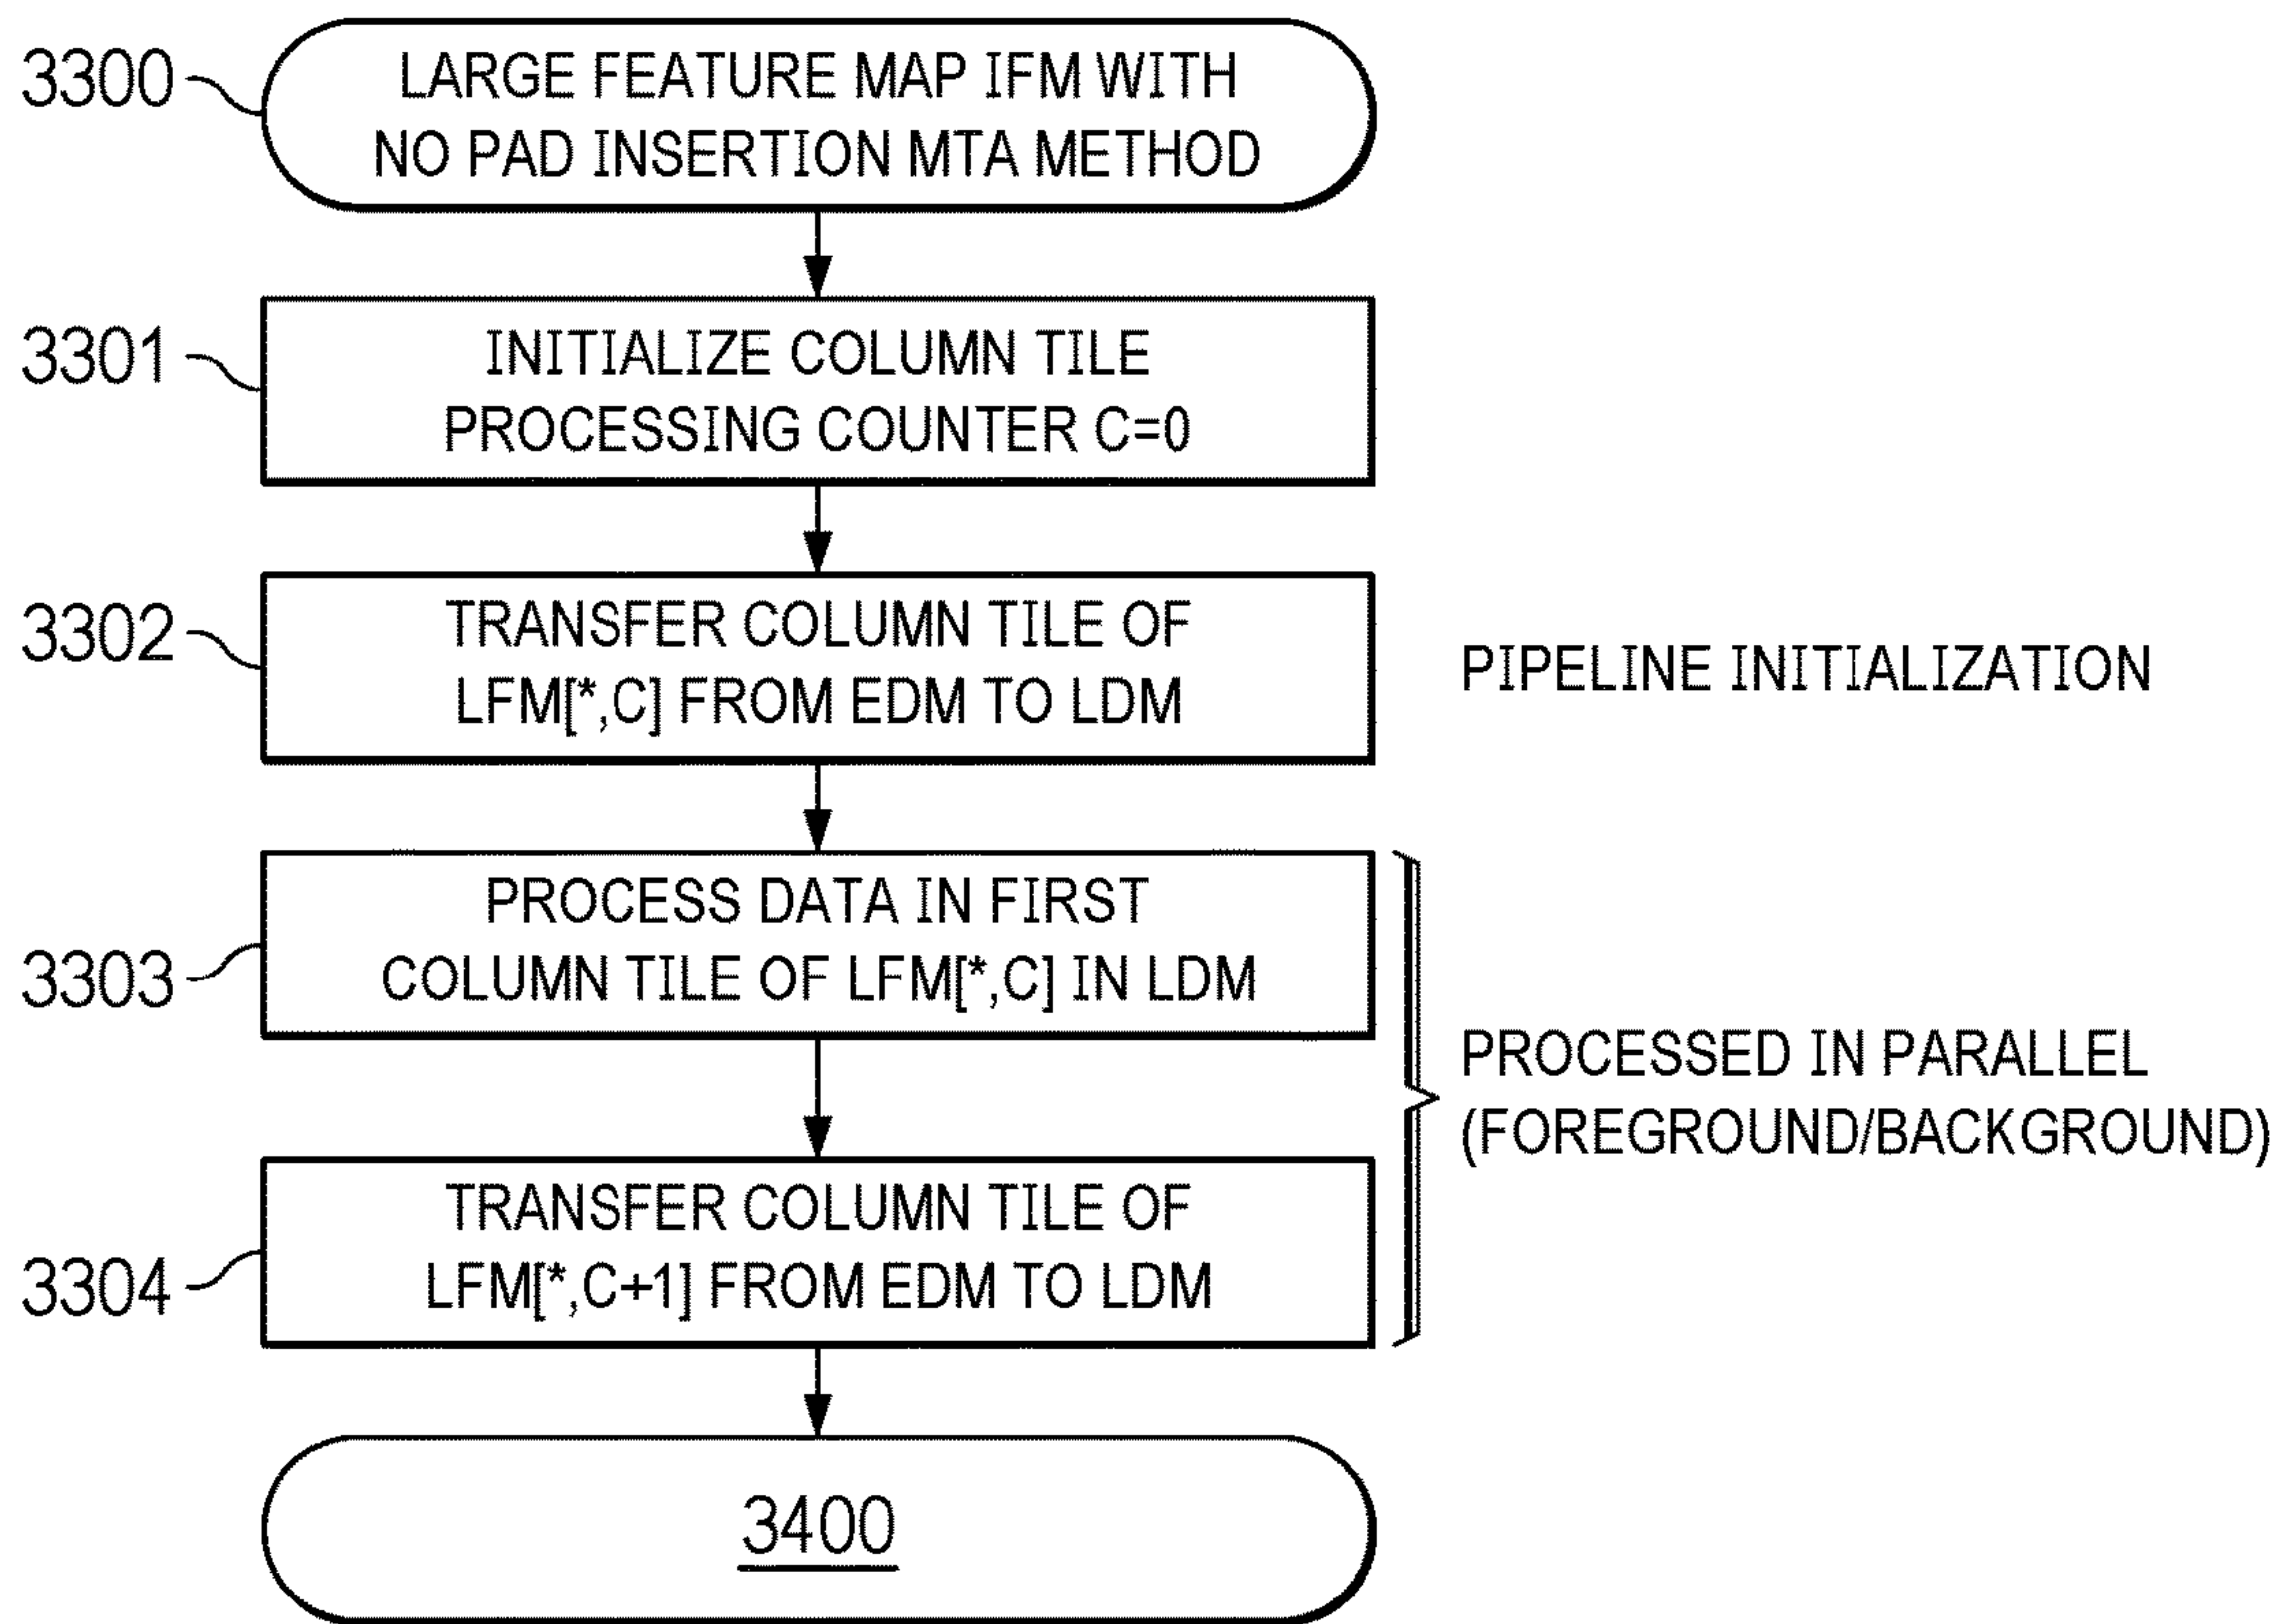 3300
LARGE FEATURE MAP IFM WITH
NO PAD INSERTION MTA METHOD
3301
INITIALIZE COLUMN TILE
PROCESSING COUNTER C=0
3302
TRANSFER COLUMN TILE OF
LFM[*,C] FROM EDM TO LDM
PIPELINE INITIALIZATION
3303
PROCESS DATA IN FIRST
COLUMN TILE OF LFM[*,C] IN LDM
PROCESSED IN PARALLEL
(FOREGROUND/BACKGROUND)
3304
TRANSFER COLUMN TILE OF
LFM[*,C+1] FROM EDM TO LDM
3400